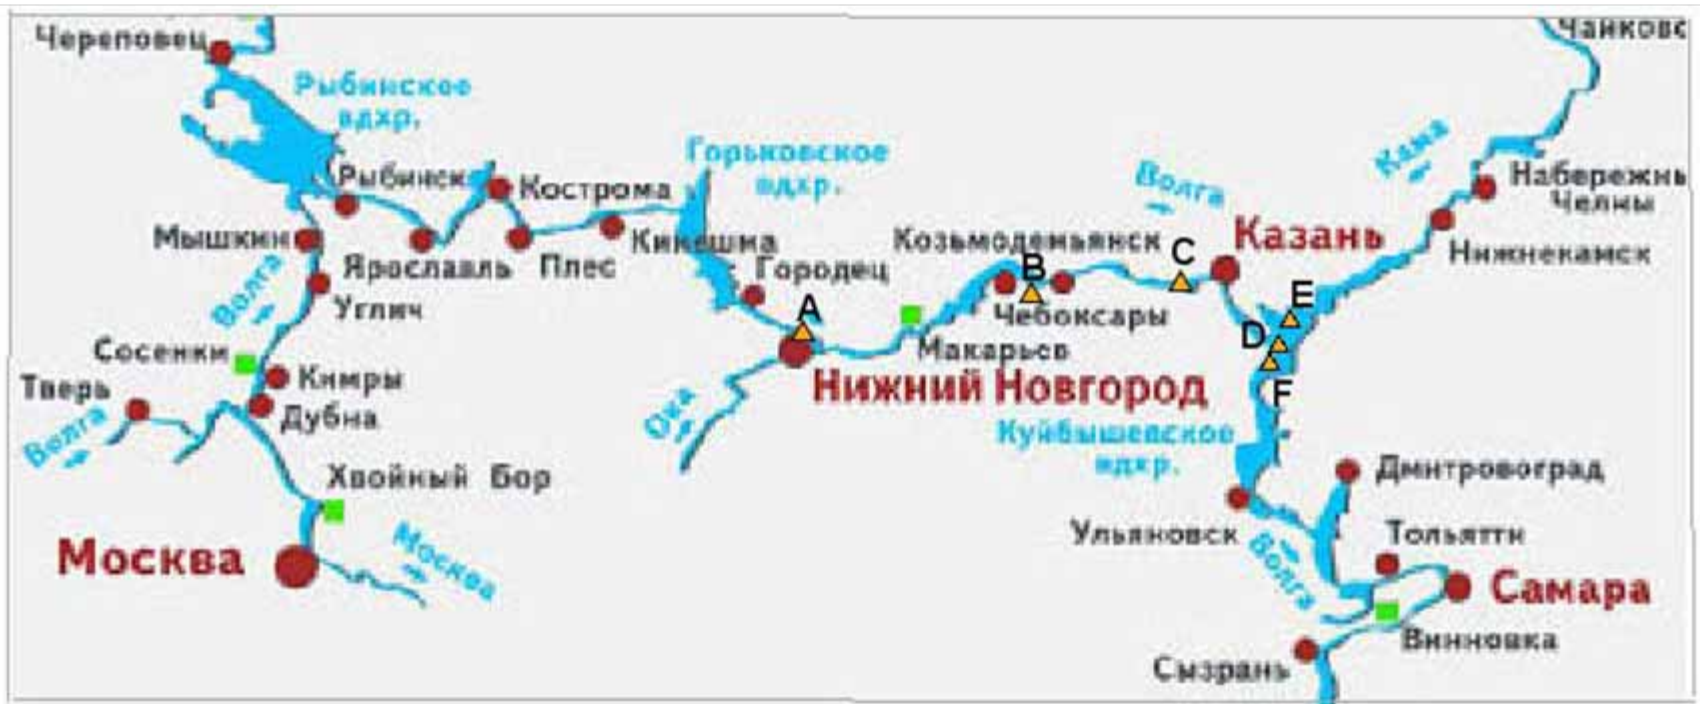 Череповец
Рыбинское
вдхр.
Рыбинск
Кострома
Горьковское
вдхр.
Мышкин
Ярославль
Плес
Кинешма
Волга
Углич
Городец
Сосенки
Кимры
Тверь
Дубна
Волга
Хвойный Бор
Москва
Москва
A
Нижний Новгород
Ока
Макарьев
Козьмодемьянск
B
Чебоксары
C
Волга
Казань
Кама
Чайковс
Набережн
Челны
Нижнекамск
E
D
F
Куйбышевское
вдхр.
Ульяновск
Дмитровоград
Волга
Тольятти
Самара
Винновка
Сызрань